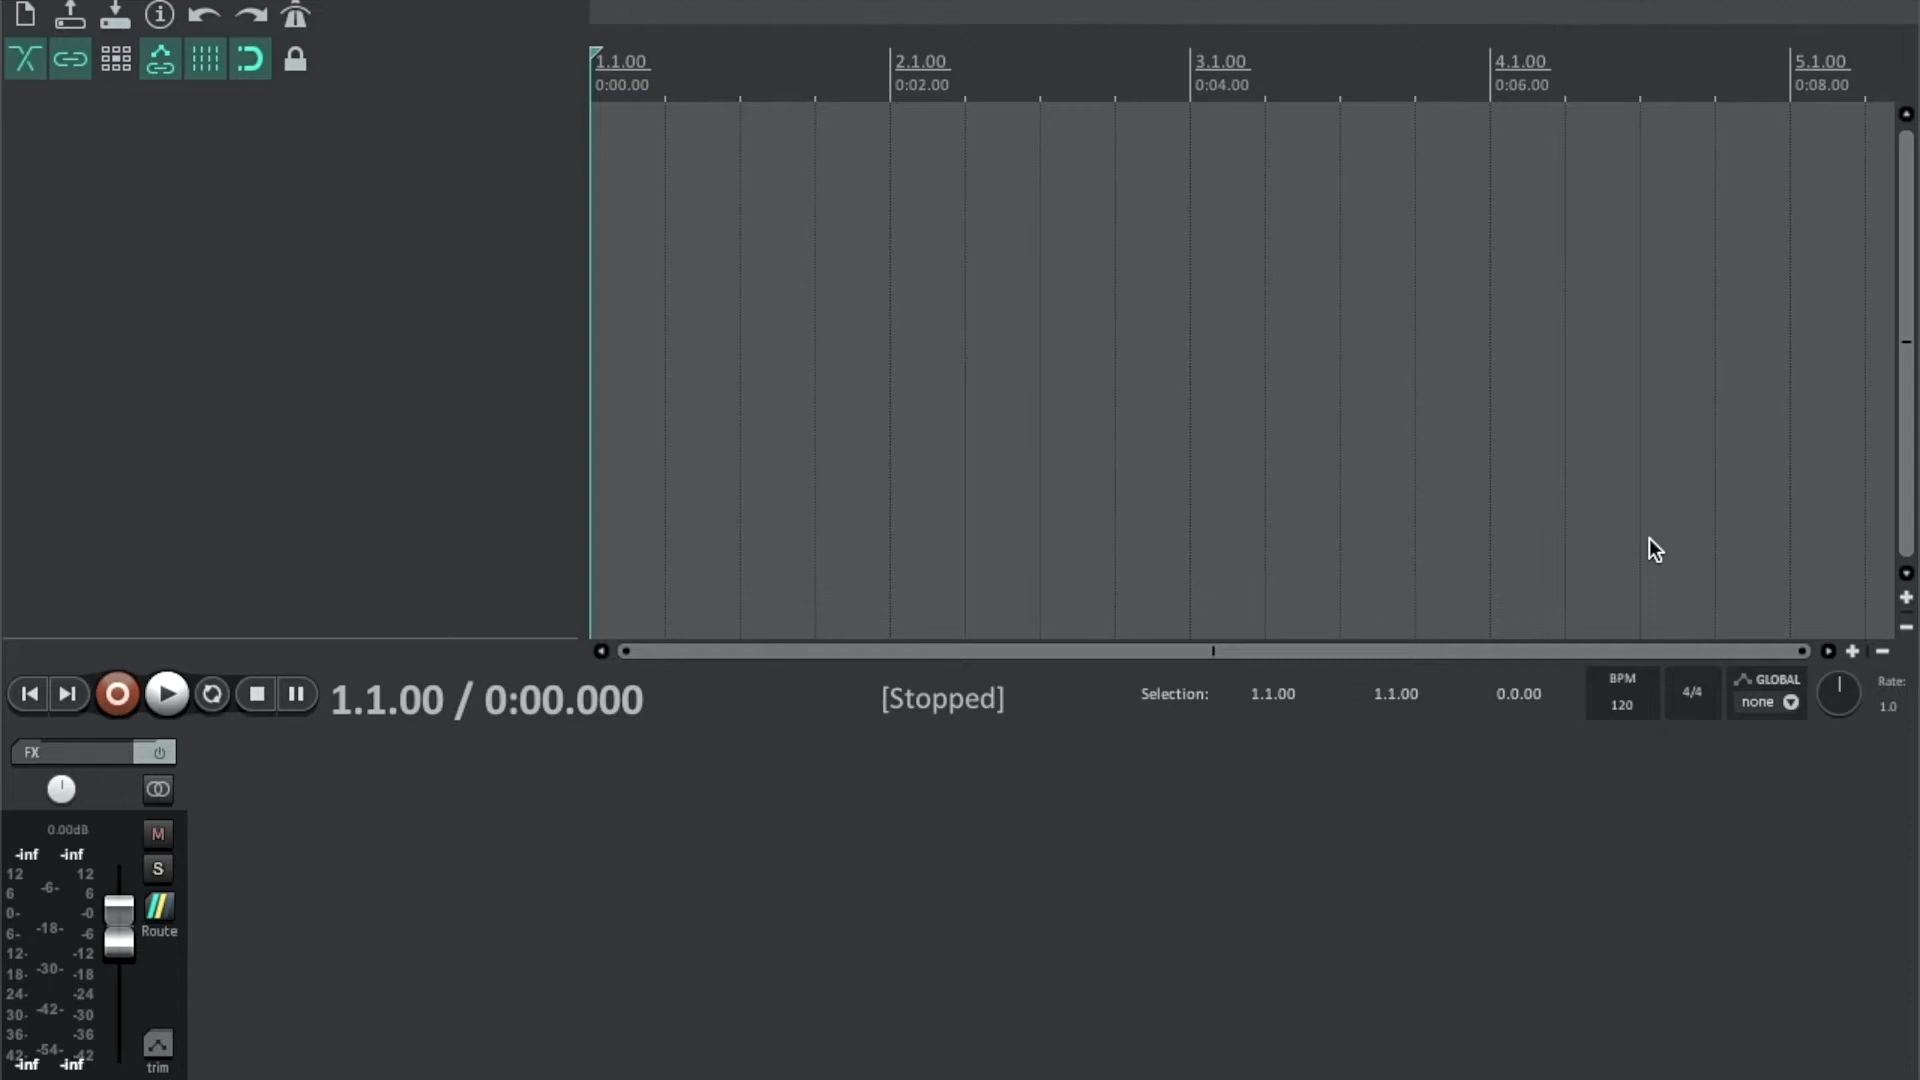 1.1.00
2.1.00
3.1.00
4.1.00
5.1.00
0:00.00
0:02.00
0:04.00
0:06.00
0:08.00
1.1.00 / 0:00.000
[Stopped]
Selection:
1.1.00
1.1.00
0.0.00
BPM
120
4/4
GLOBAL
none
Rate:
1.0
FX
0.00dB
M
-inf -inf
S
12 12
6 -6- 6
0- -0
Route
6- -18- -6
12- -12
18- -30- -18
24- -24
30- -42- -30
36- -36
42- -54- -42
-inf -inf
trim